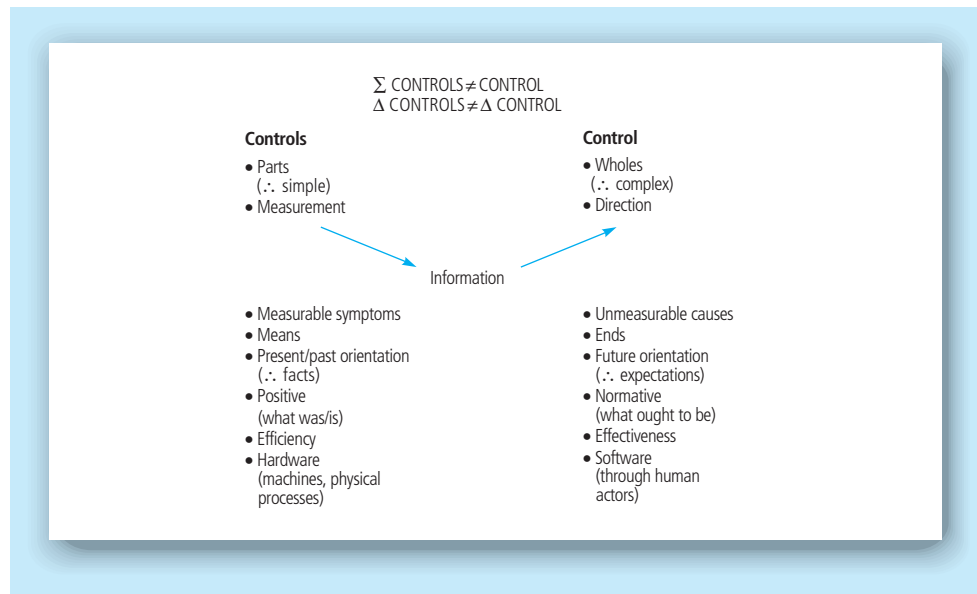 ∑ CONTROLS ≠ CONTROL
Δ CONTROLS ≠ Δ CONTROL
Controls
• Parts
(∴ simple)
• Measurement
Control
• Wholes
(∴ complex)
• Direction
Information
• Measurable symptoms
• Means
• Present/past orientation
(∴ facts)
• Positive
(what was/is)
• Efficiency
• Hardware
(machines, physical
processes)
• Unmeasurable causes
• Ends
• Future orientation
(∴ expectations)
• Normative
(what ought to be)
• Effectiveness
• Software
(through human
actors)